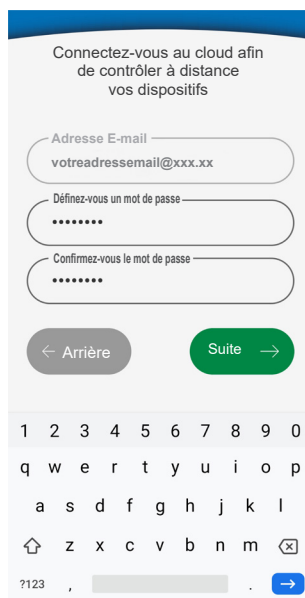 Connectez-vous au cloud afin
de contrôler à distance
vos dispositifs
Adresse E-mail
votreadressemail@xxx.xx
Définez-vous un mot de passe
••••••••
Confirmez-vous le mot de passe
••••••••
← Arrière
Suite →
1 2 3 4 5 6 7 8 9 0
q w e r t y u i o p
a s d f g h j k l
z x c v b n m
?123 , .